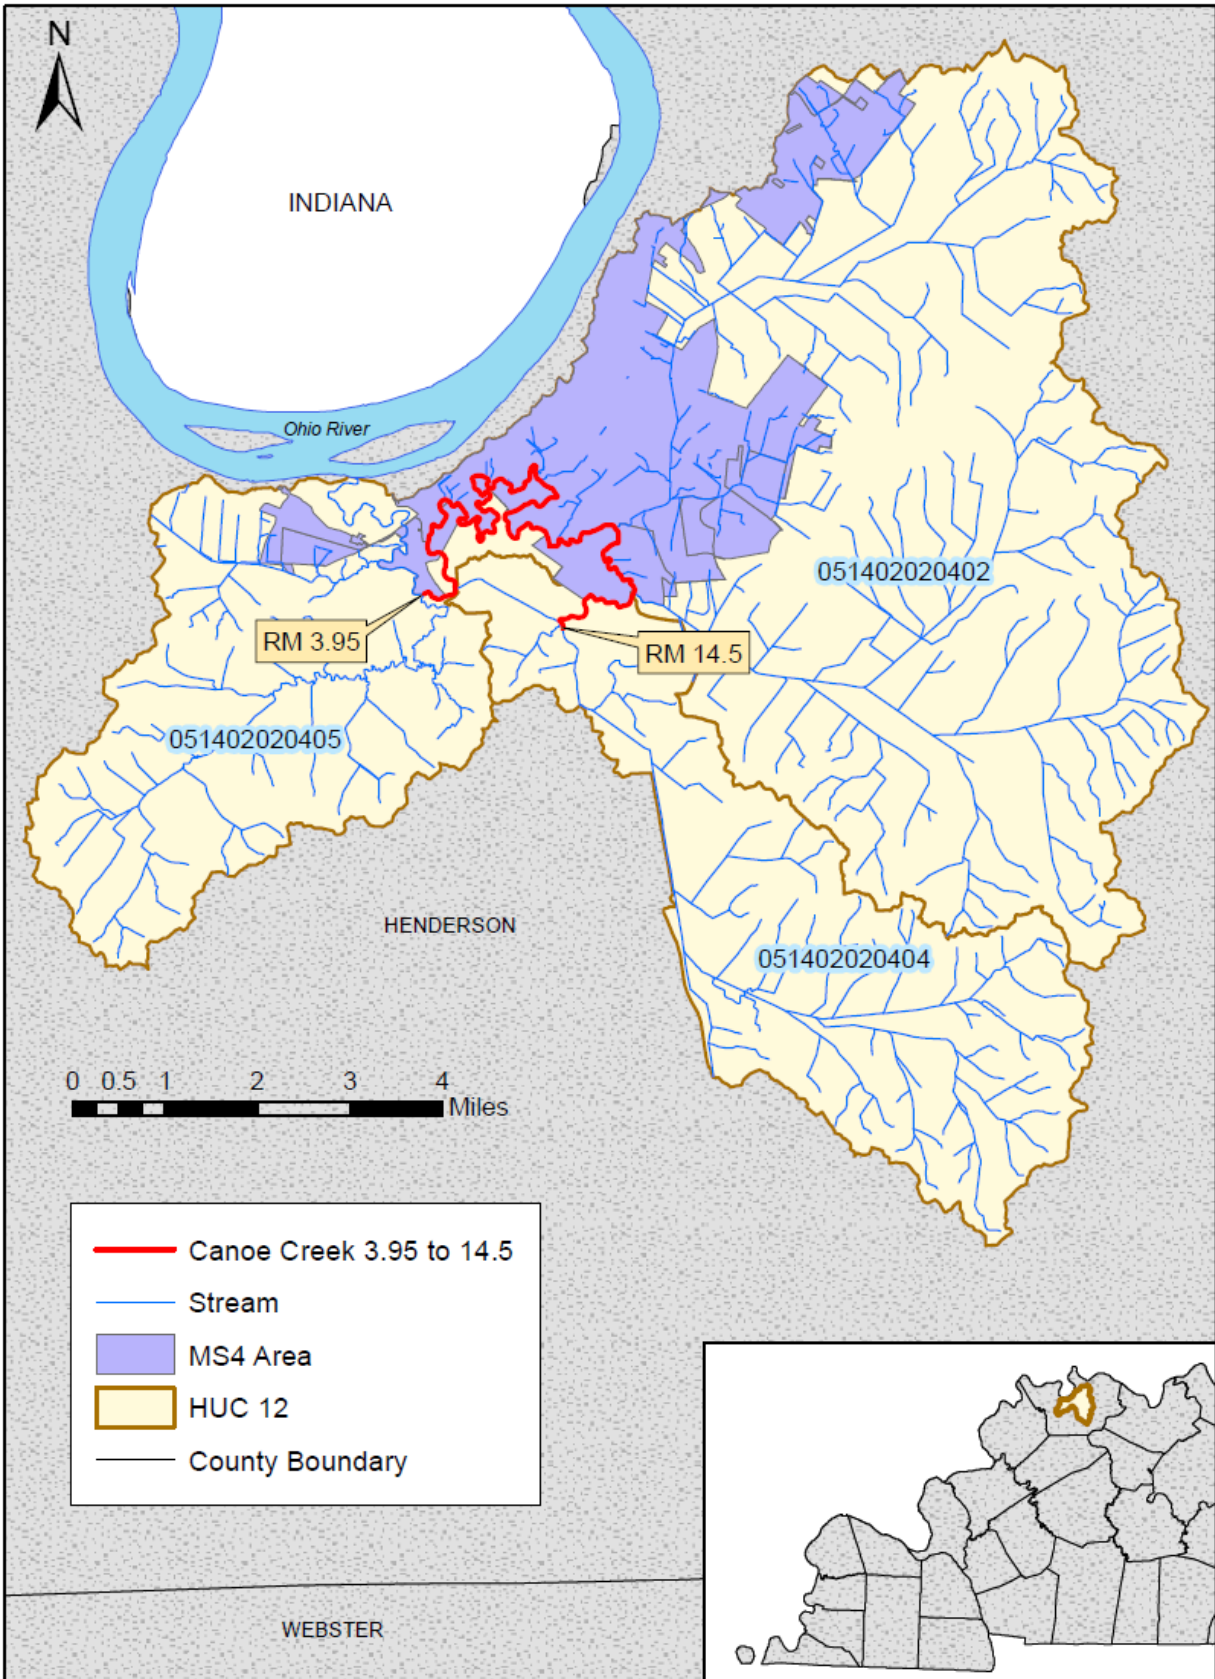 N
INDIANA
Ohio River
051402020402
RM 3.95
RM 14.5
051402020405
HENDERSON
051402020404
0 0.5 1 2 3 4
Miles
Canoe Creek 3.95 to 14.5
Stream
MS4 Area
HUC 12
County Boundary
WEBSTER